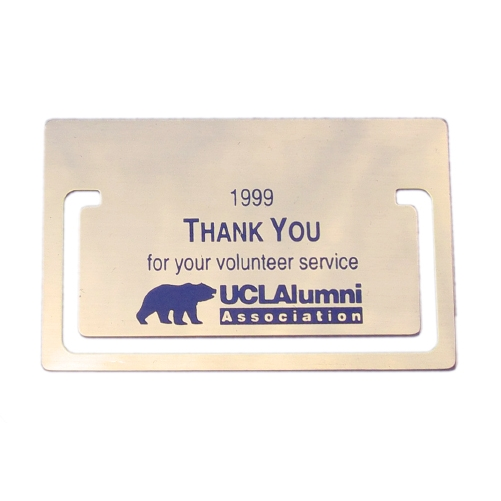 1999
THANK YOU
for your volunteer service
UCLAlumni
Association